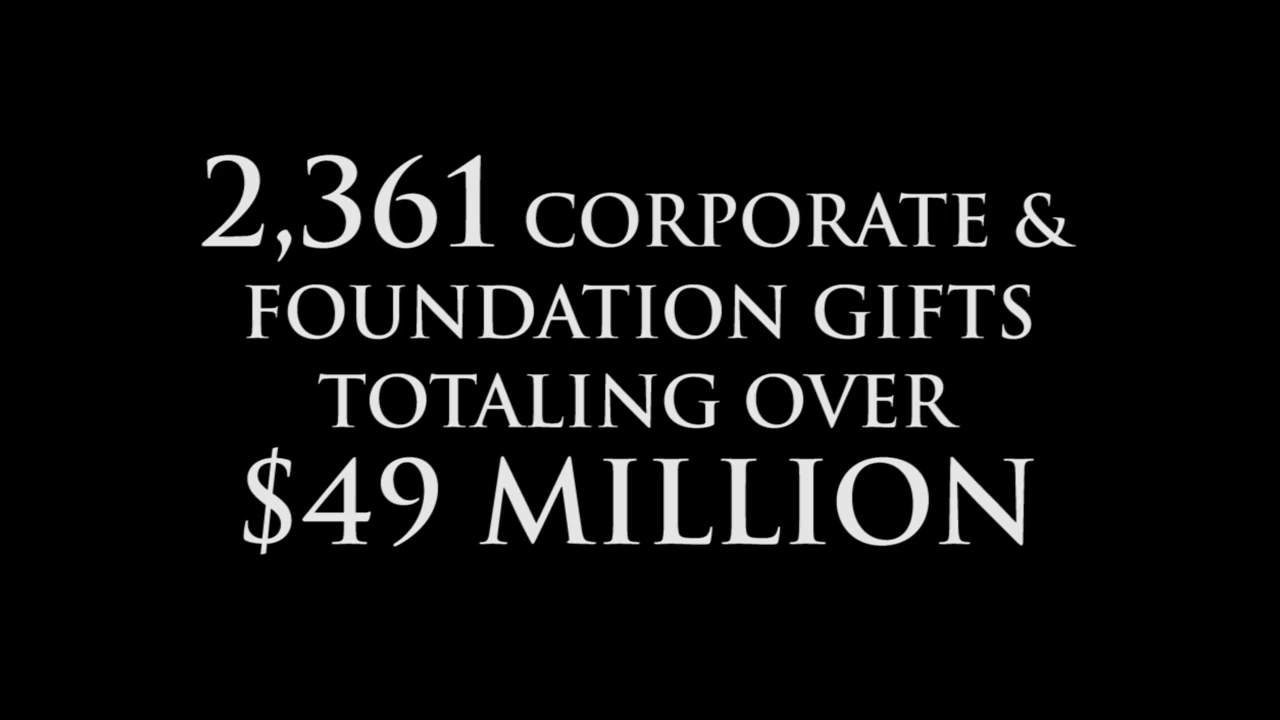 2,361 CORPORATE &
FOUNDATION GIFTS
TOTALING OVER
$49 MILLION